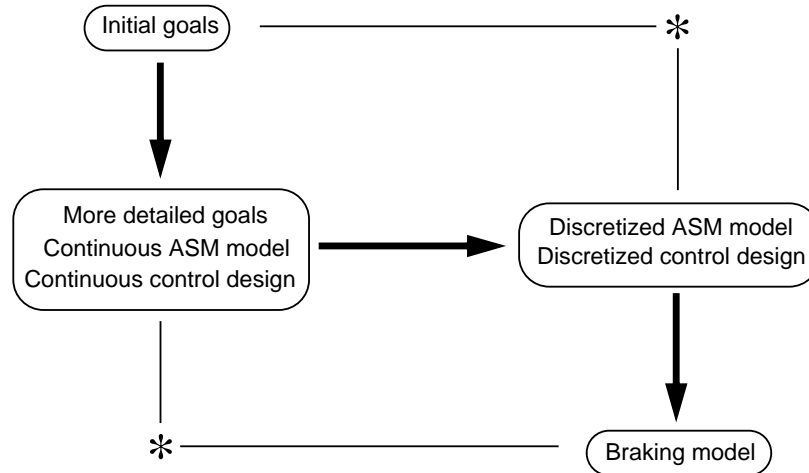 Initial goals
*
More detailed goals
Continuous ASM model
Continuous control design
Discretized ASM model
Discretized control design
*
Braking model